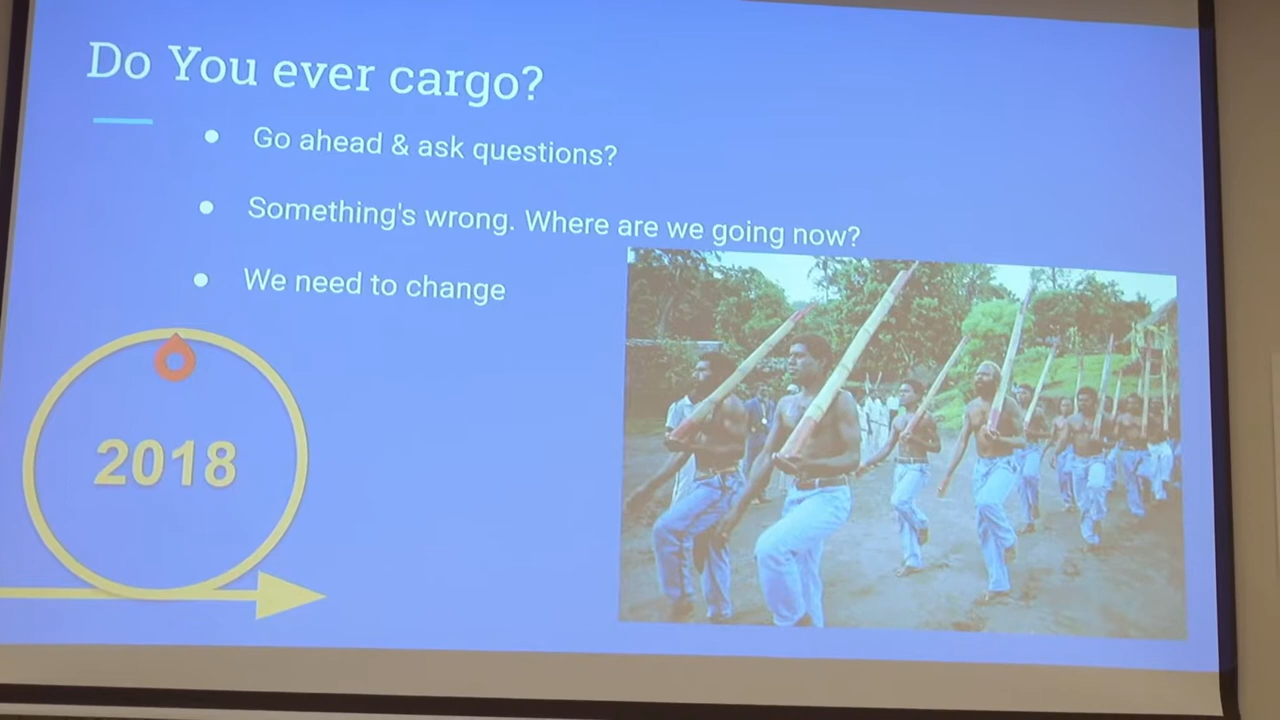 Do You ever cargo?
Go ahead & ask questions?
Something's wrong. Where are we going now?
We need to change
2018